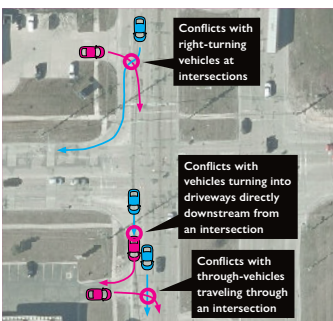 Conflicts with
right-turning
vehicles at
intersections
Conflicts with
vehicles turning into
driveways directly
downstream from
an intersection
Conflicts with
through-vehicles
traveling through
an intersection